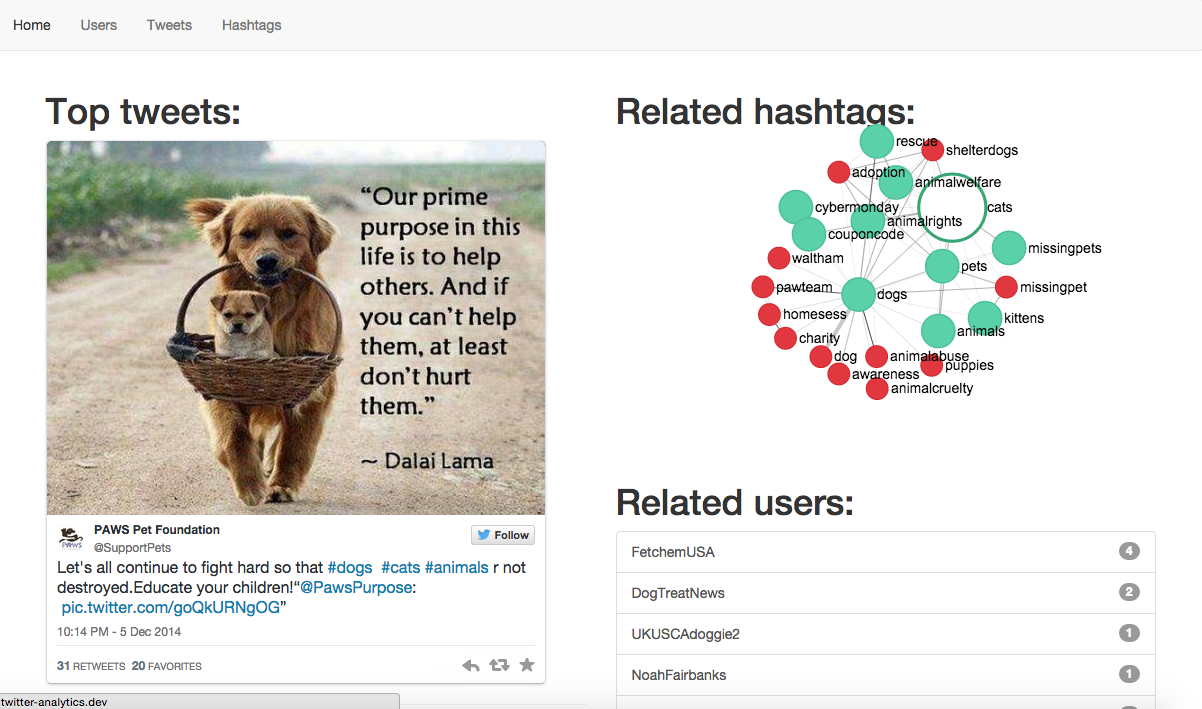 Home Users Tweets Hashtags
Top tweets:
“Our prime
purpose in this
life is to help
others. And if
you can’t help
them, at least
don’t hurt
them.”
~ Dalai Lama
PAWS
PAWS Pet Foundation
@SupportPets
Follow
Let's all continue to fight hard so that #dogs #cats #animals r not
destroyed.Educate your children!“@PawsPurpose:
pic.twitter.com/goQkURNgOG”
10:14 PM - 5 Dec 2014
31 RETWEETS 20 FAVORITES
Related hashtags:
rescue
shelterdogs
adoption
animalwelfare
cybermonday
cats
animalrights
couponcode
missingpets
waltham
pets
pawteam
dogs
missingpet
homesess
kittens
animals
charity
dog
animalabuse
puppies
awareness
animalcruelty
Related users:
FetchemUSA 4
DogTreatNews 2
UKUSCAdoggie2 1
NoahFairbanks 1
twitter-analytics.dev